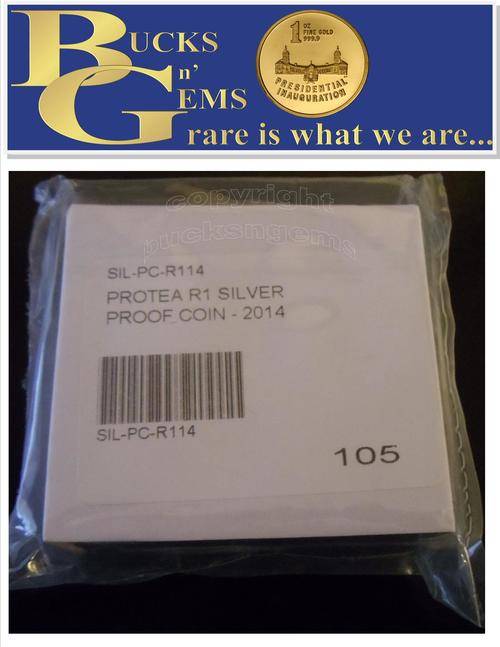 BUCKS
n'
GEMS
rare is what we are...
1 OZ
FINE GOLD
999.9
PRESIDENTIAL
INAUGURATION
copyright
bucksngems
SIL-PC-R114
PROTEA R1 SILVER
PROOF COIN - 2014
SIL-PC-R114
105